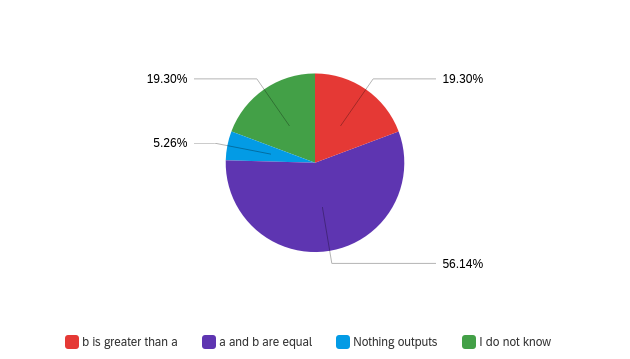 19.30% 19.30%
5.26%
56.14%
b is greater than a a and b are equal Nothing outputs I do not know